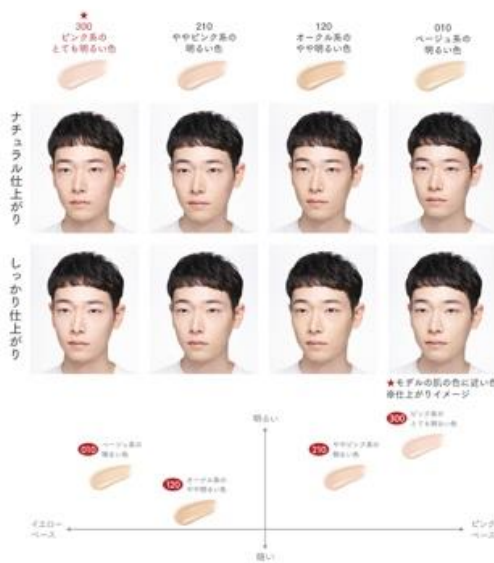 ★
300
ピンク系の
とても明るい色
210
ややピンク系の
明るい色
120
オークル系の
やや明るい色
010
ベージュ系の
明るい色
ナチュラル仕上がり
しっかり仕上がり
★モデルの肌の色に近い色
※仕上がりイメージ
明るい
300
ピンク系の
とても明るい色
010
ベージュ系の
明るい色
210
ややピンク系の
明るい色
120
オークル系の
やや明るい色
イエロー
ベース
ピンク
ベース
暗い